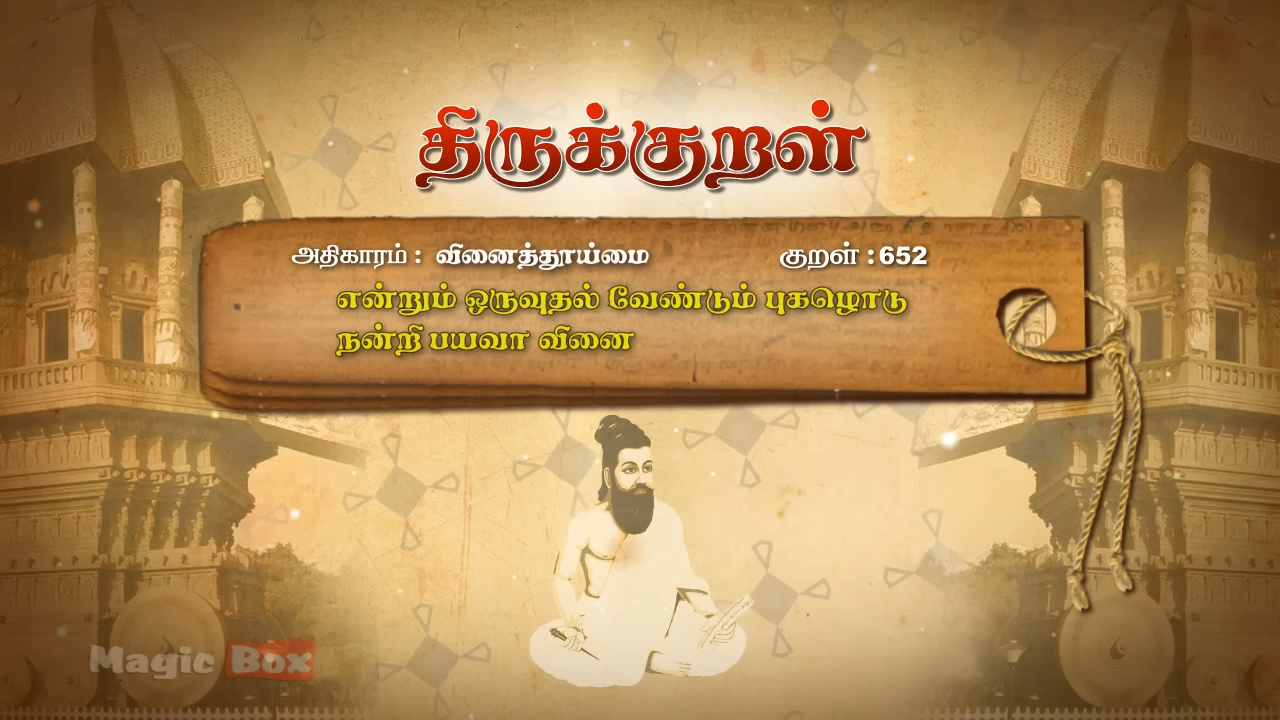 திருக்குறள்
அதிகாரம் : வினைத்தூய்மை குறள் : 652
என்றும் ஒருவுதல் வேண்டும் புகழொடு
நன்றி பயவா வினை
Magic Box